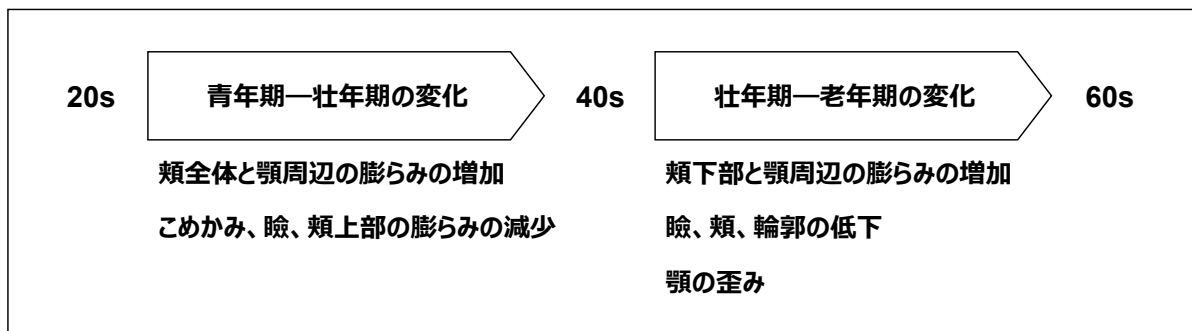 20s 青年期―壮年期の変化 40s 壮年期―老年期の変化 60s
頬全体と顎周辺の膨らみの増加 頬下部と顎周辺の膨らみの増加
こめかみ、瞼、頬上部の膨らみの減少 瞼、頬、輪郭の低下
顎の歪み